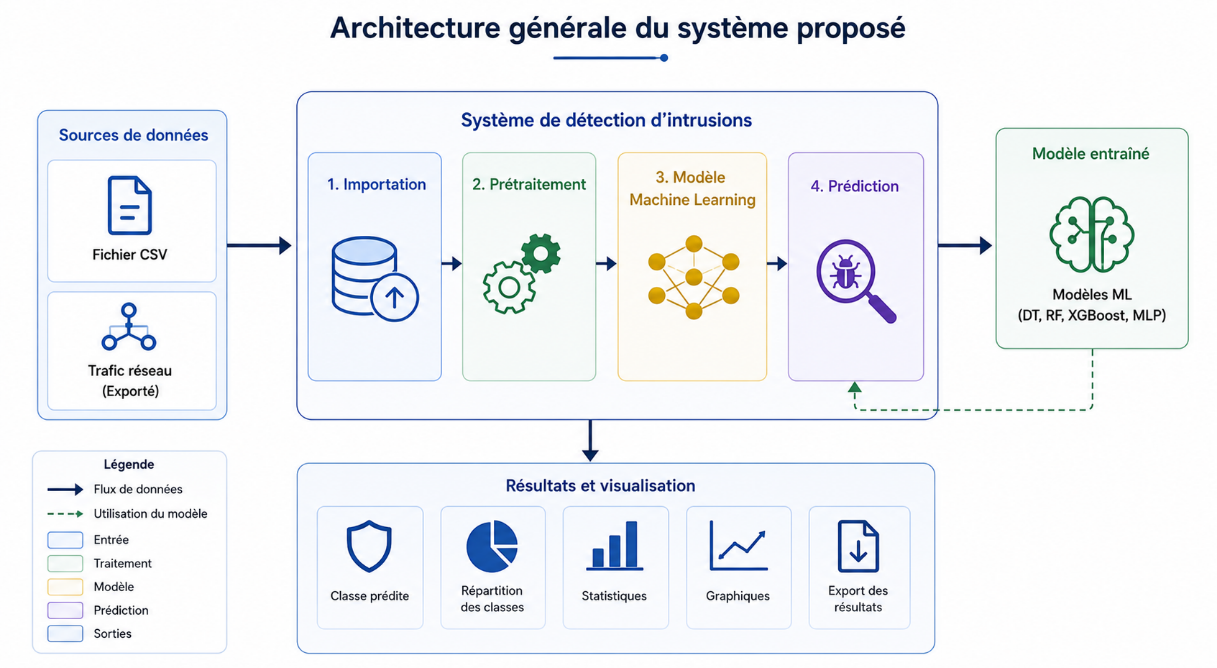 Architecture générale du système proposé
Sources de données
Fichier CSV
Trafic réseau
(Exporté)
Système de détection d’intrusions
1. Importation
2. Prétraitement
3. Modèle
Machine Learning
4. Prédiction
Modèle entraîné
Modèles ML
(DT, RF, XGBoost, MLP)
Légende
Flux de données
Utilisation du modèle
Entrée
Traitement
Modèle
Prédiction
Sorties
Résultats et visualisation
Classe prédite
Répartition
des classes
Statistiques
Graphiques
Export des
résultats